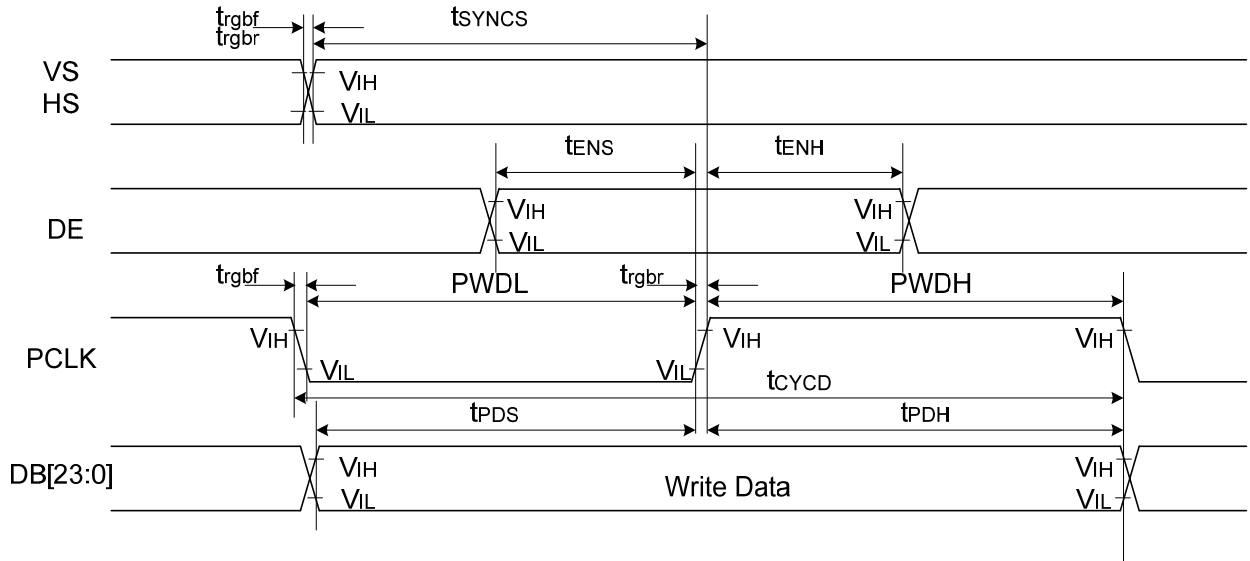 trgbf
trgbr
tSYNCS
VS
HS
VIH
VIL
tENS
tENH
DE
VIH
VIL
VIH
VIL
trgbf
PWDL
trgbr
PWDH
PCLK
VIH
VIL
VIL
VIH
VIH
tCYCD
tPDS
tPDH
DB[23:0]
VIH
VIL
Write Data
VIH
VIL